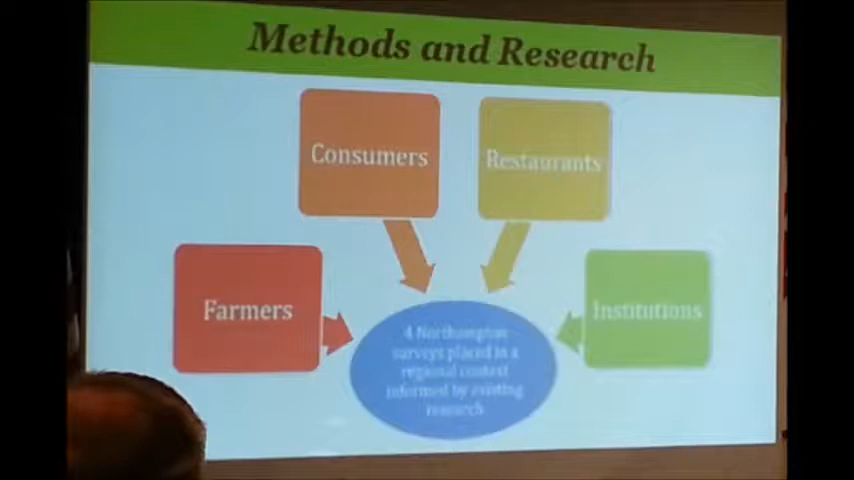 Methods and Research
Consumers
Restaurants
Farmers
Institutions
4 Northampton
surveys placed in a
regional context
informed by existing
research